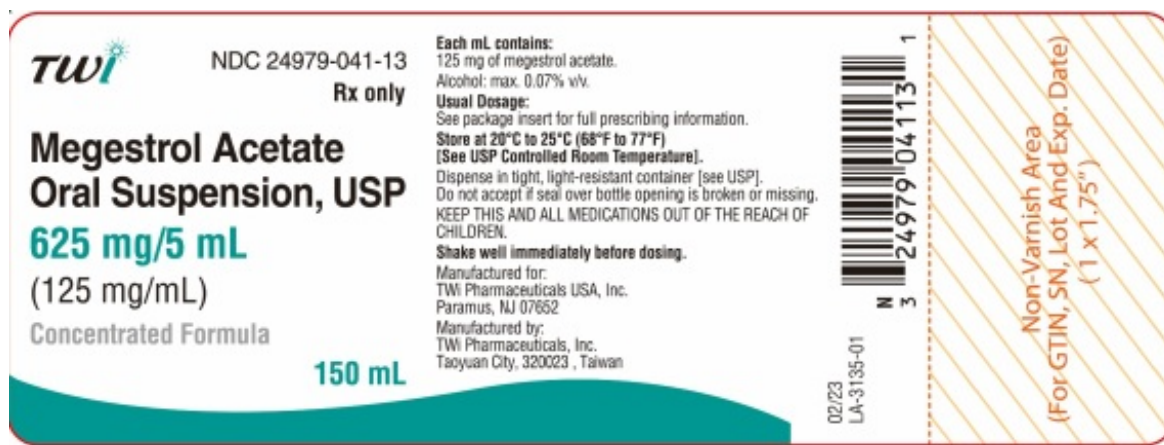 TWi
NDC 24979-041-13
Rx only
Megestrol Acetate
Oral Suspension, USP
625 mg/5 mL
(125 mg/mL)
Concentrated Formula
150 mL
Each mL contains:
125 mg of megestrol acetate.
Alcohol: max. 0.07% v/v.
Usual Dosage:
See package insert for full prescribing information.
Store at 20°C to 25°C (68°F to 77°F)
[See USP Controlled Room Temperature].
Dispense in tight, light-resistant container [see USP].
Do not accept if seal over bottle opening is broken or missing.
KEEP THIS AND ALL MEDICATIONS OUT OF THE REACH OF
CHILDREN.
Shake well immediately before dosing.
Manufactured for:
TWi Pharmaceuticals USA, Inc.
Paramus, NJ 07652
Manufactured by:
TWi Pharmaceuticals, Inc.
Taoyuan City, 320023 , Taiwan
N
3 24979 04113 1
02/23
LA-3135-01
Non-Varnish Area
(For GTIN, SN, Lot And Exp. Date)
( 1 x 1.75")